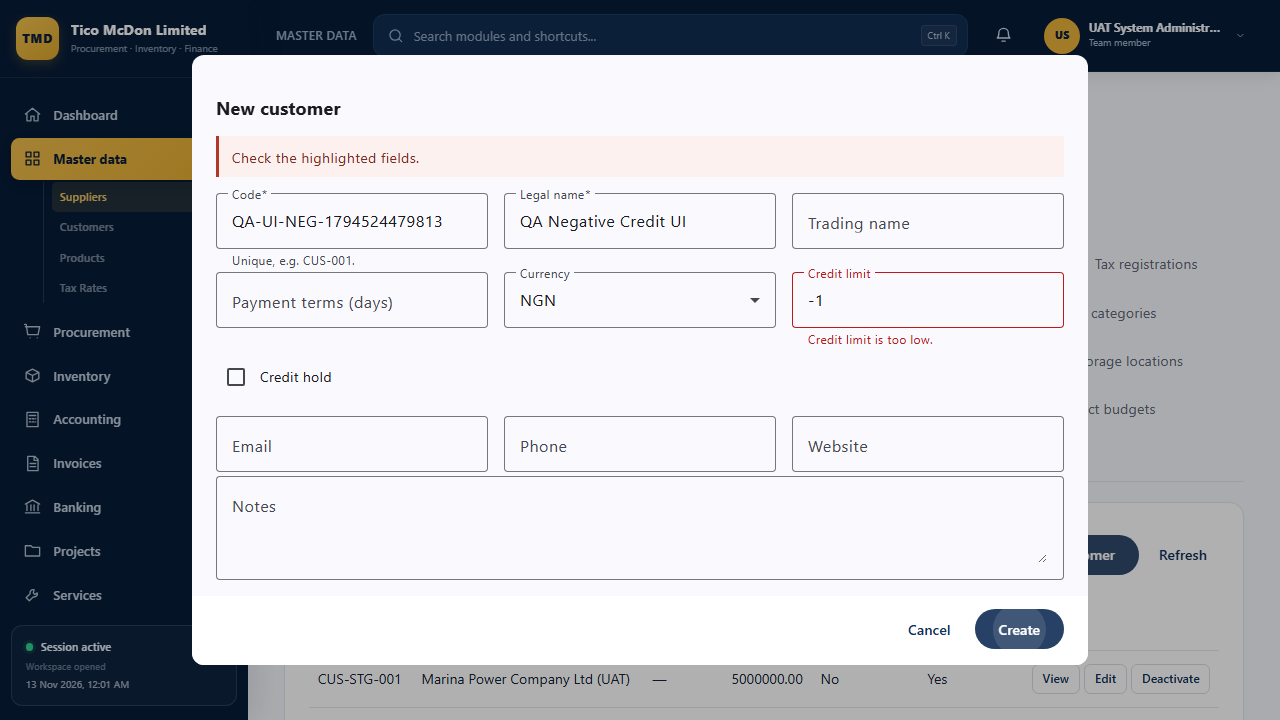 TMD
Tico McDon Limited
Procurement · Inventory · Finance
MASTER DATA
Search modules and shortcuts...
Ctrl K
US
UAT System Administr...
Team member
Dashboard
Master data
Suppliers
Customers
Products
Tax Rates
Procurement
Inventory
Accounting
Invoices
Banking
Projects
Services
Session active
Workspace opened
13 Nov 2026, 12:01 AM
New customer
Check the highlighted fields.
Code*
QA-UI-NEG-1794524479813
Unique, e.g. CUS-001.
Legal name*
QA Negative Credit UI
Trading name
Payment terms (days)
Currency
NGN
Credit limit
-1
Credit limit is too low.
Credit hold
Email
Phone
Website
Notes
Cancel
Create
Tax registrations
categories
locations
budgets
Refresh
CUS-STG-001 Marina Power Company Ltd (UAT) — 5000000.00 No Yes View Edit Deactivate